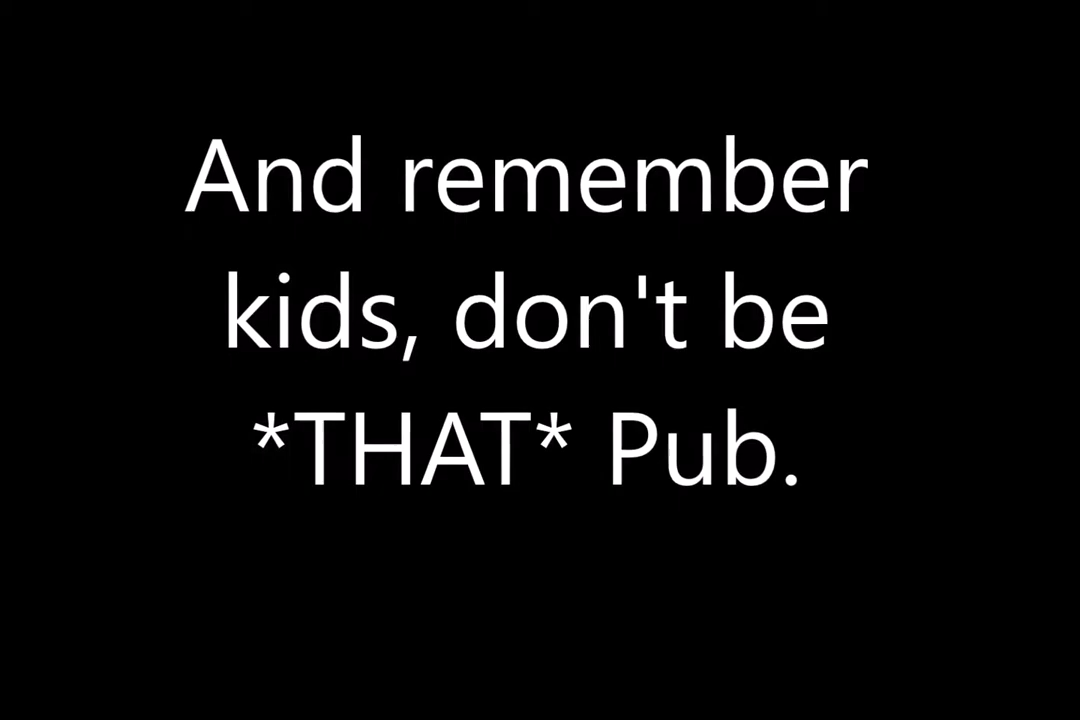 And remember
kids, don't be
*THAT* Pub.